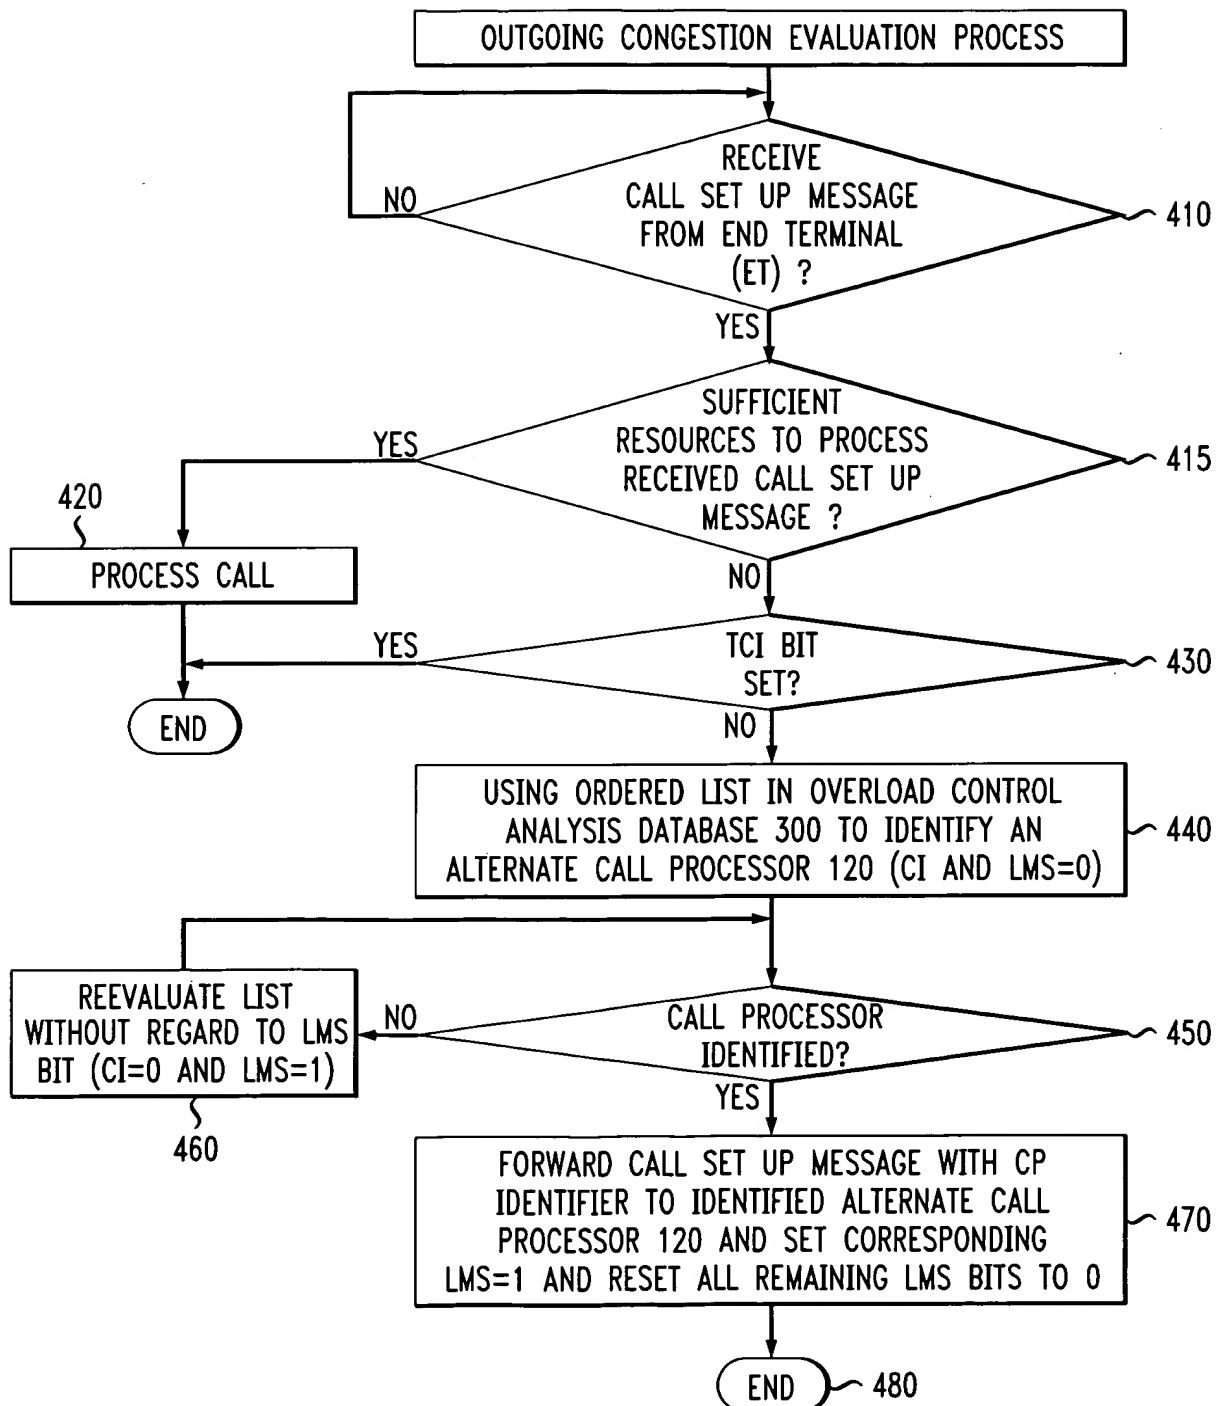 OUTGOING CONGESTION EVALUATION PROCESS
RECEIVE
CALL SET UP MESSAGE
FROM END TERMINAL
(ET) ?
NO
410
YES
SUFFICIENT
RESOURCES TO PROCESS
RECEIVED CALL SET UP
MESSAGE ?
YES
415
420
PROCESS CALL
NO
TCI BIT
SET?
YES
430
END
NO
USING ORDERED LIST IN OVERLOAD CONTROL
ANALYSIS DATABASE 300 TO IDENTIFY AN
ALTERNATE CALL PROCESSOR 120 (CI AND LMS=0)
440
REEVALUATE LIST
WITHOUT REGARD TO LMS
BIT (CI=0 AND LMS=1)
460
NO
CALL PROCESSOR
IDENTIFIED?
450
YES
FORWARD CALL SET UP MESSAGE WITH CP
IDENTIFIER TO IDENTIFIED ALTERNATE CALL
PROCESSOR 120 AND SET CORRESPONDING
LMS=1 AND RESET ALL REMAINING LMS BITS TO 0
470
END
480